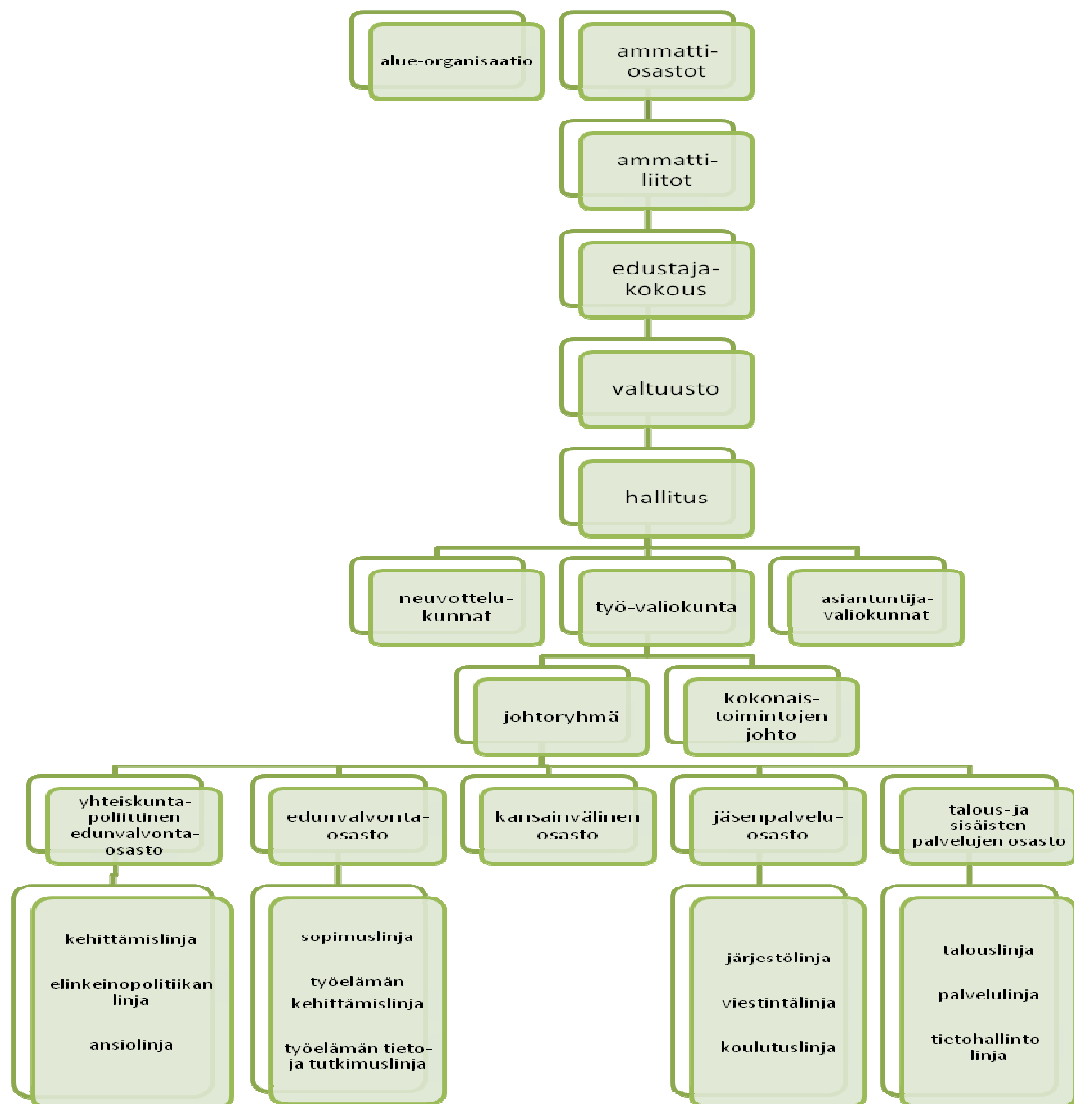 alue-organisaatio
ammatti-
osastot
ammatti-
liitot
edustaja-
kokous
valtuusto
hallitus
neuvottelu-
kunnat
työ-valiokunta
asiantuntija-
valiokunnat
johtoryhmä
kokonais-
toimintojen
johto
yhteiskunta-
poliittinen
edunvalvonta-
osasto
edunvalvonta-
osasto
kansainvälinen
osasto
jäsenpalvelu-
osasto
talous-ja
sisäisten
palvelujen osasto
kehittämislinja
elinkeinopolitiikan
linja
ansiolinja
sopimuslinja
työelämän
kehittämislinja
työelämän tieto-
ja tutkimuslinja
järjestölinja
viestintälinja
koulutuslinja
talouslinja
palvelulinja
tietohallinto
linja